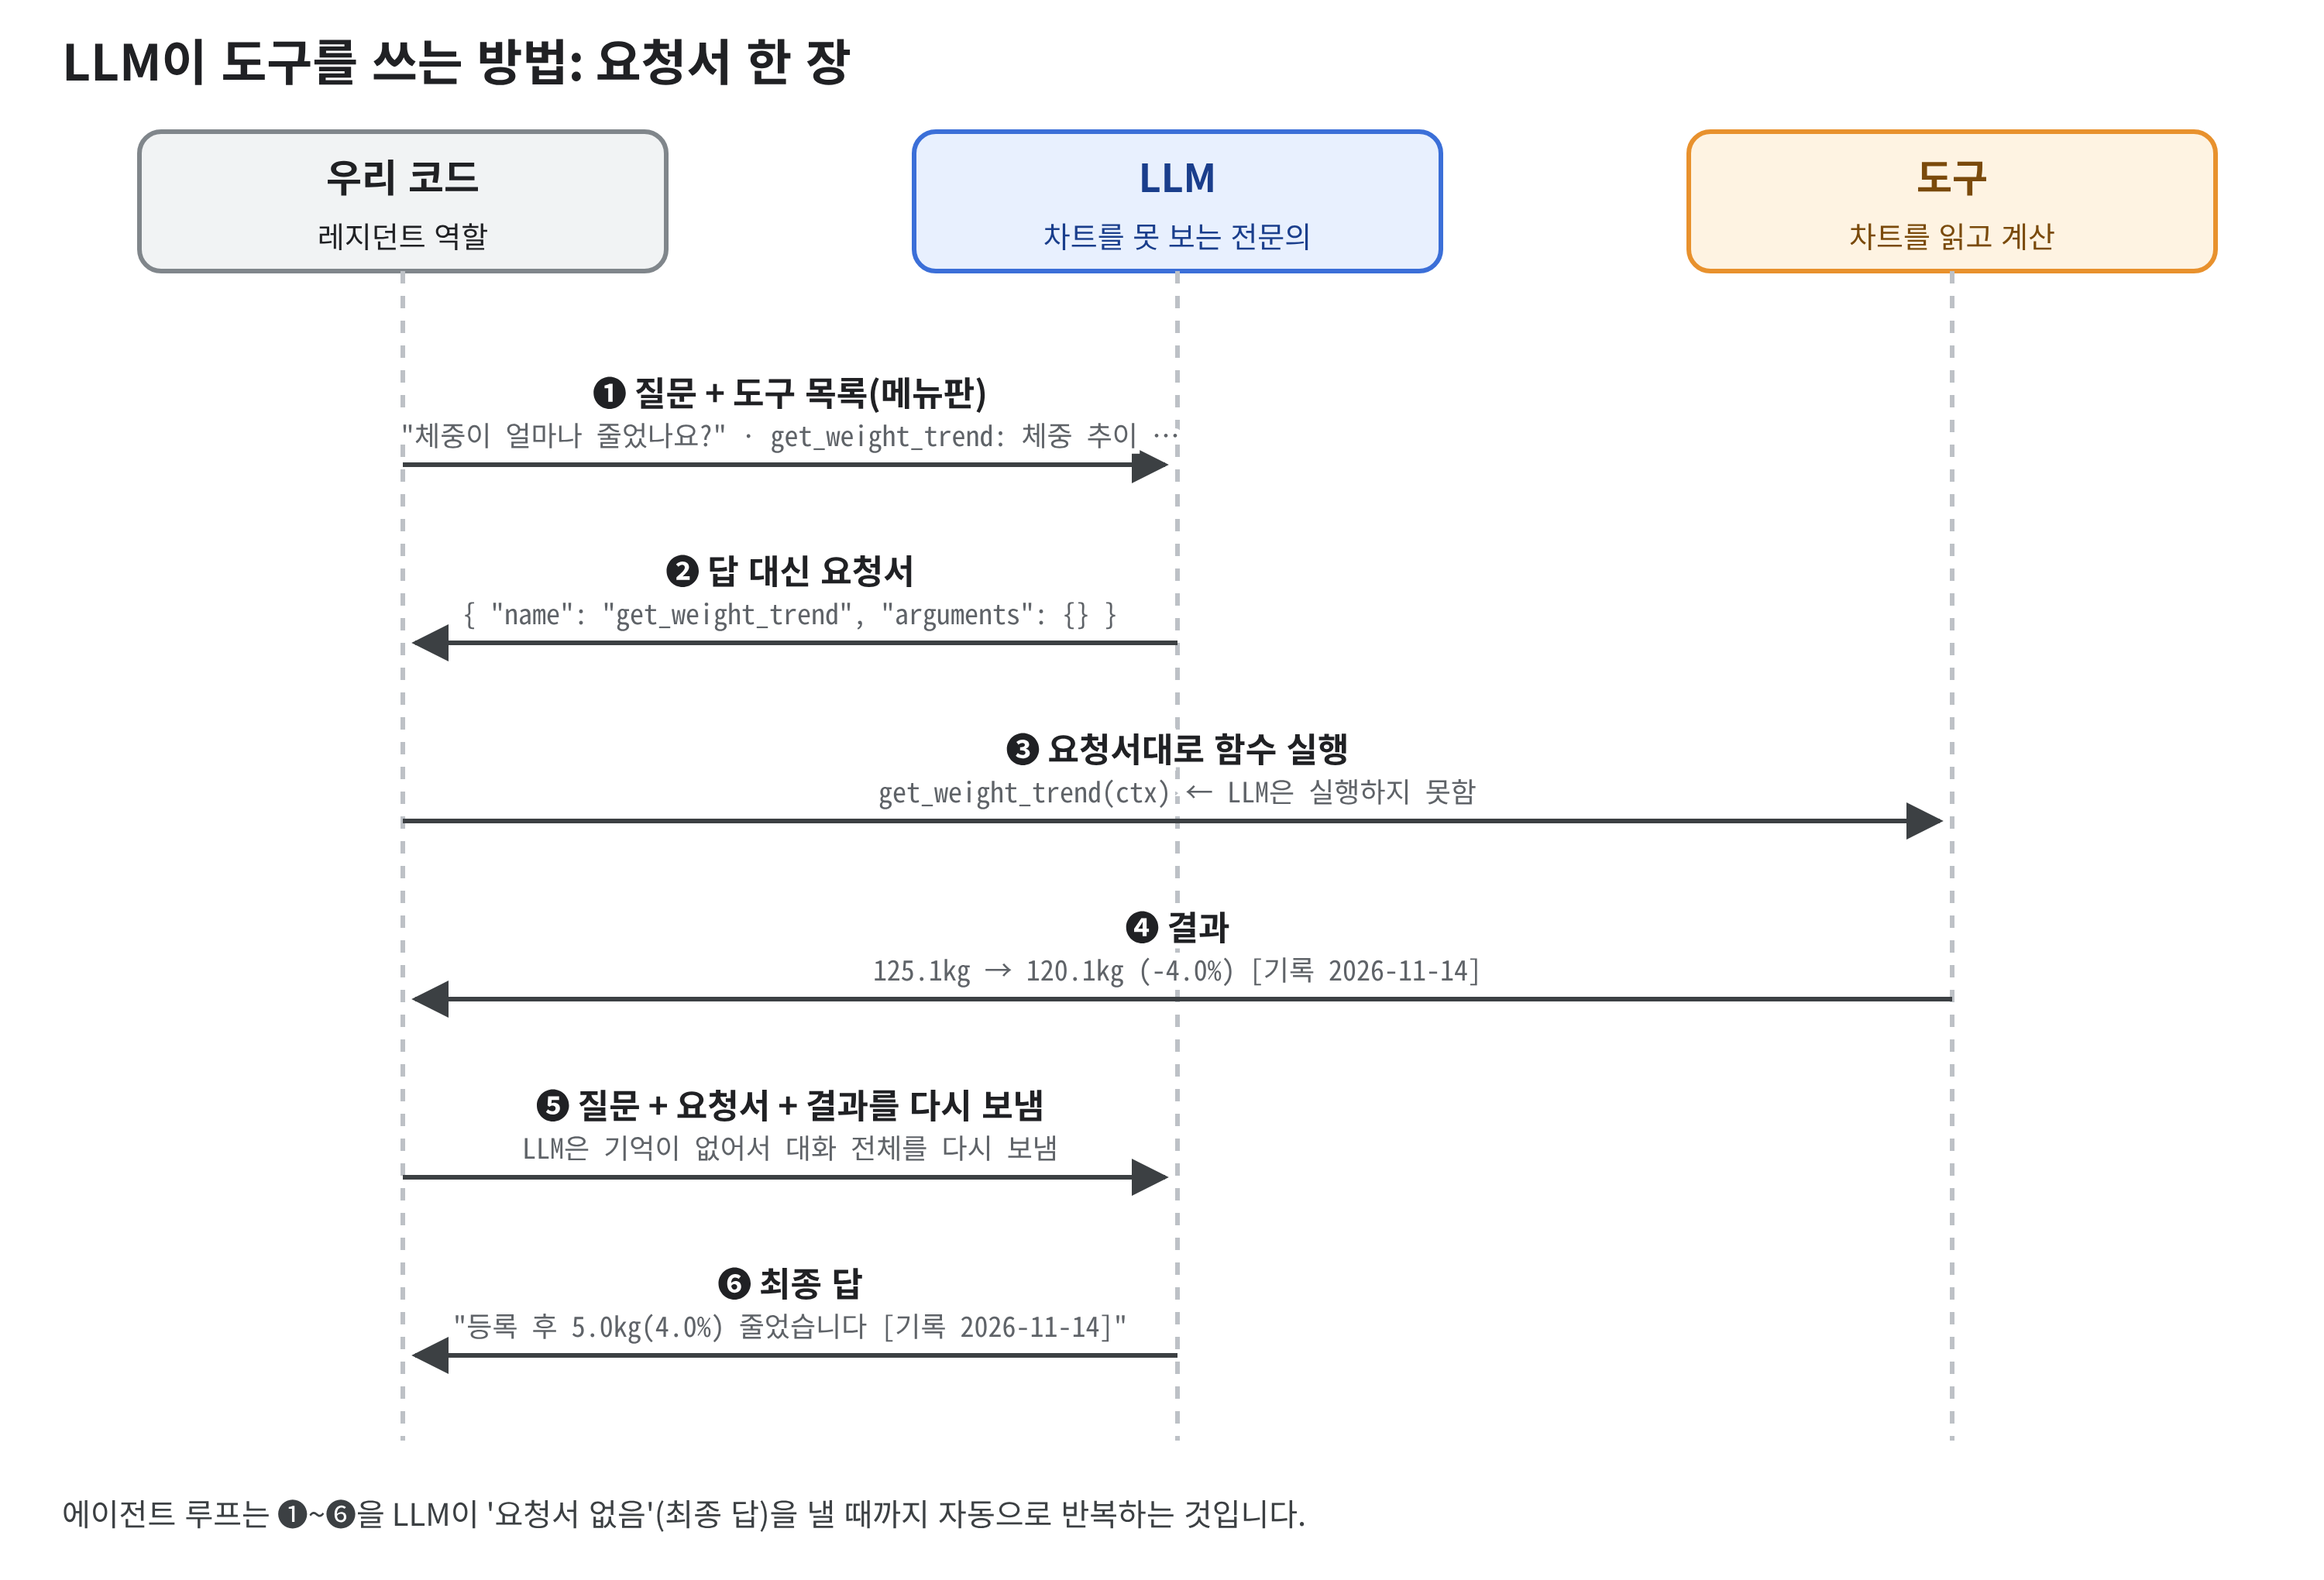 LLM이 도구를 쓰는 방법: 요청서 한 장
우리 코드
레지던트 역할
LLM
차트를 못 보는 전문의
도구
차트를 읽고 계산
❶ 질문 + 도구 목록(메뉴판)
"체중이 얼마나 줄었나요?" · get_weight_trend: 체중 추이 …
❷ 답 대신 요청서
{ "name": "get_weight_trend", "arguments": {} }
❸ 요청서대로 함수 실행
get_weight_trend(ctx) ← LLM은 실행하지 못함
❹ 결과
125.1kg → 120.1kg (-4.0%) [기록 2026-11-14]
❺ 질문 + 요청서 + 결과를 다시 보냄
LLM은 기억이 없어서 대화 전체를 다시 보냄
❻ 최종 답
"등록 후 5.0kg(4.0%) 줄었습니다 [기록 2026-11-14]"
에이전트 루프는 ❶~❻을 LLM이 '요청서 없음'(최종 답)을 낼 때까지 자동으로 반복하는 것입니다.